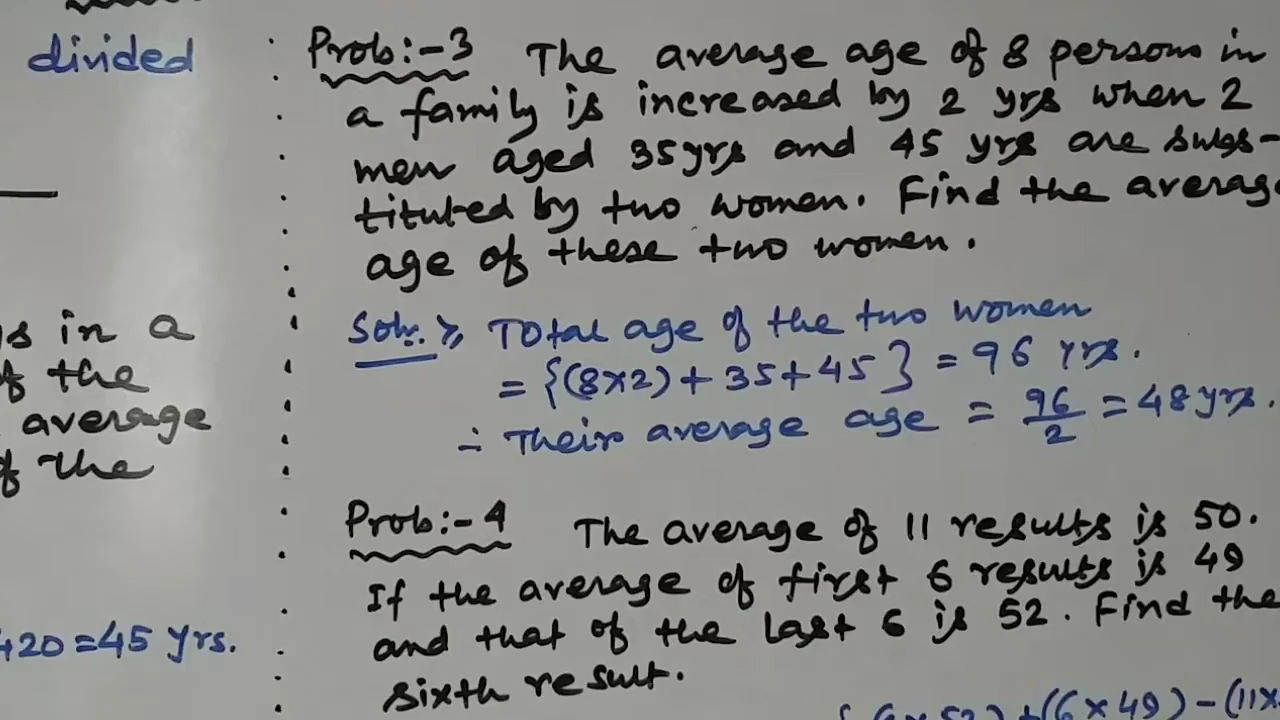 divided
s in a
f the
average
f the
420 = 45 yrs.
Prob:-3 The average age of 8 persons in
a family is increased by 2 yrs when 2
men aged 35yrs and 45 yrs are subs-
tituted by two women. Find the averag
age of these two women.
Soln. ⇒ Total age of the two women
= {(8×2) + 35 + 45} = 96 yrs.
∴ Their average age = 96/2 = 48 yrs.
Prob:-4 The average of 11 results is 50.
If the average of first 6 results is 49
and that of the last 6 is 52. Find the
sixth result.
+ (6 × 49) - (11×